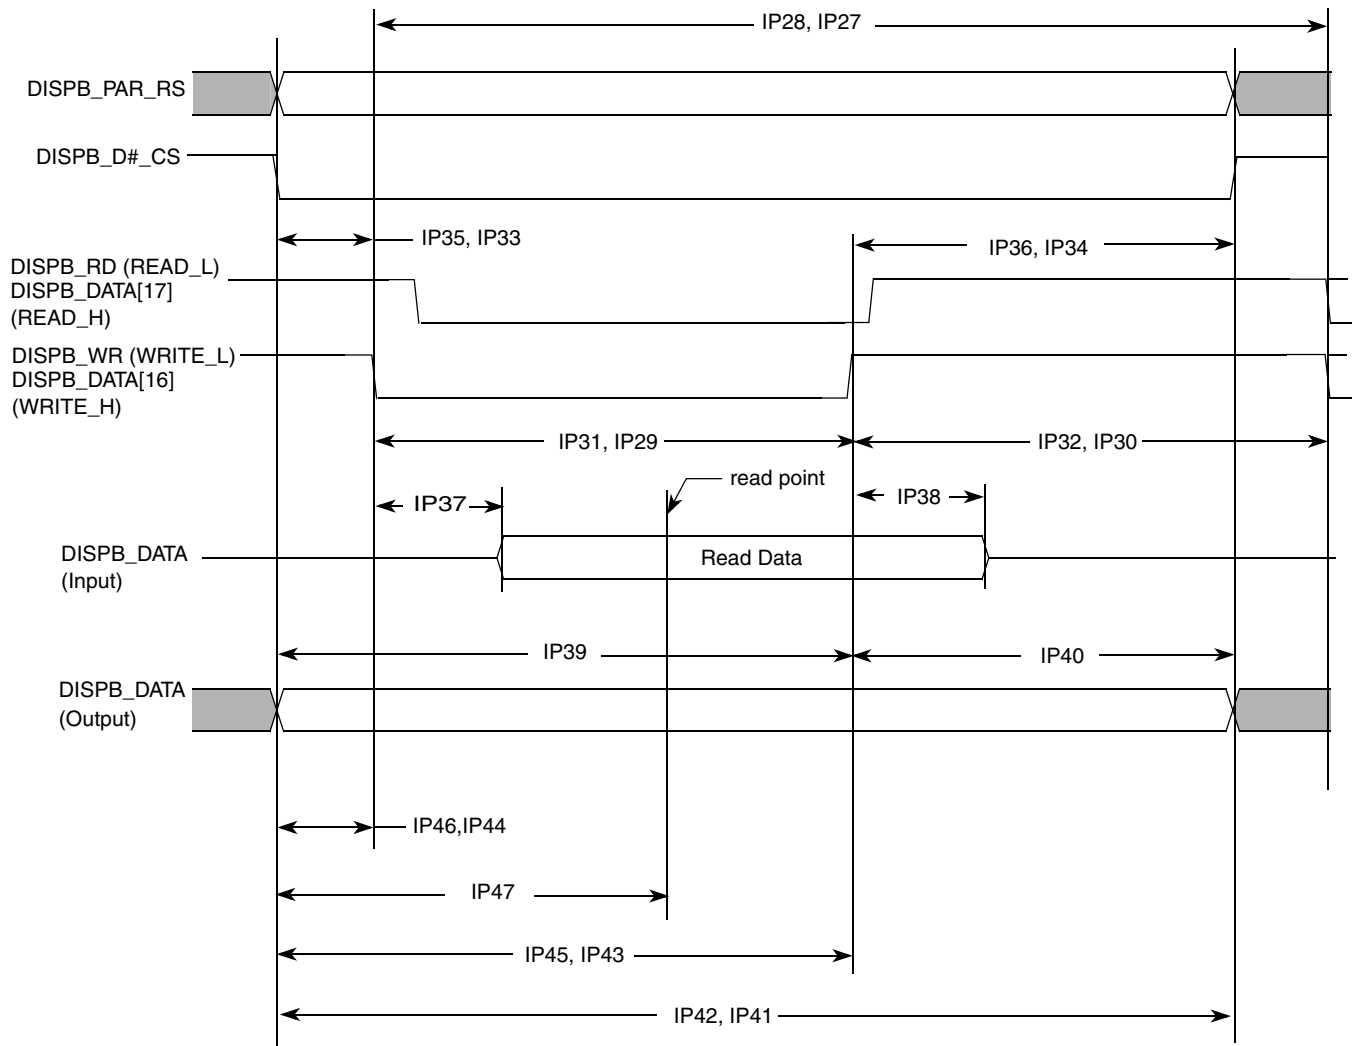 IP28, IP27
DISPB_PAR_RS
DISPB_D#_CS
IP35, IP33
IP36, IP34
DISPB_RD (READ_L)
DISPB_DATA[17]
(READ_H)
DISPB_WR (WRITE_L)
DISPB_DATA[16]
(WRITE_H)
IP31, IP29
IP32, IP30
read point
IP37
IP38
DISPB_DATA
(Input)
Read Data
IP39
IP40
DISPB_DATA
(Output)
IP46,IP44
IP47
IP45, IP43
IP42, IP41